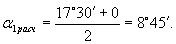 α₁расч = (17°30′ + 0) / 2 = 8°45′.